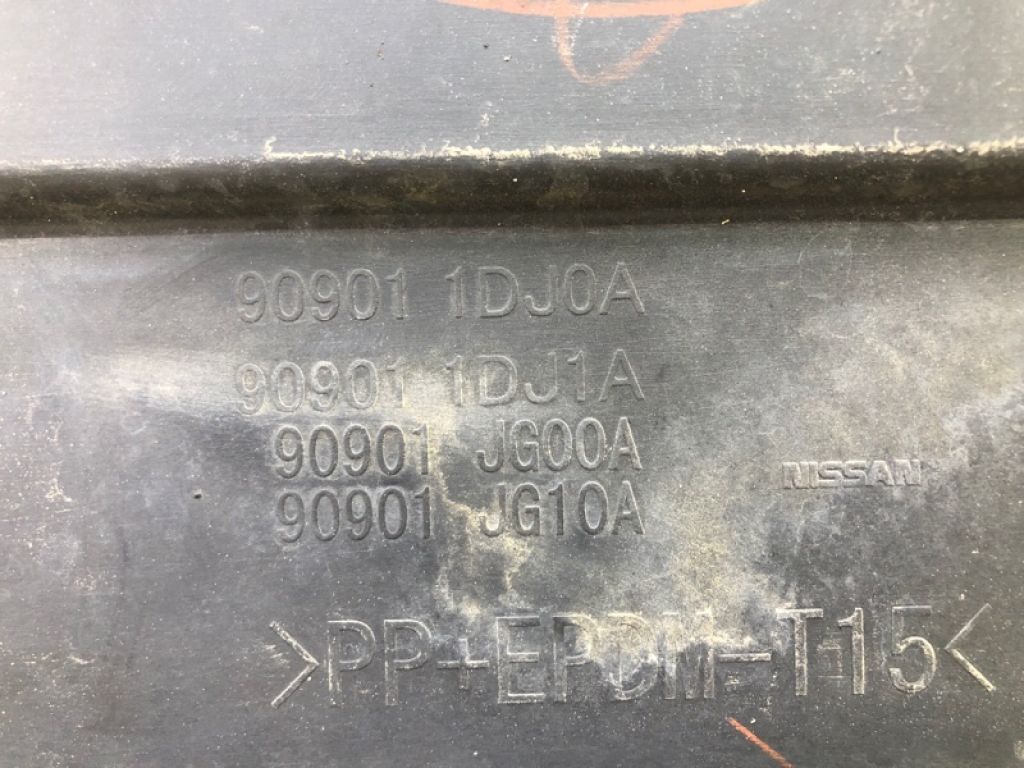 90901 1DJ0A
90901 1DJ1A
90901 JG00A
90901 JG10A
NISSAN
>PP+EPDM-T15<